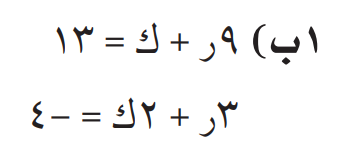 ١ب) ٩ر + ك = ١٣
٣ر + ٢ك = −٤